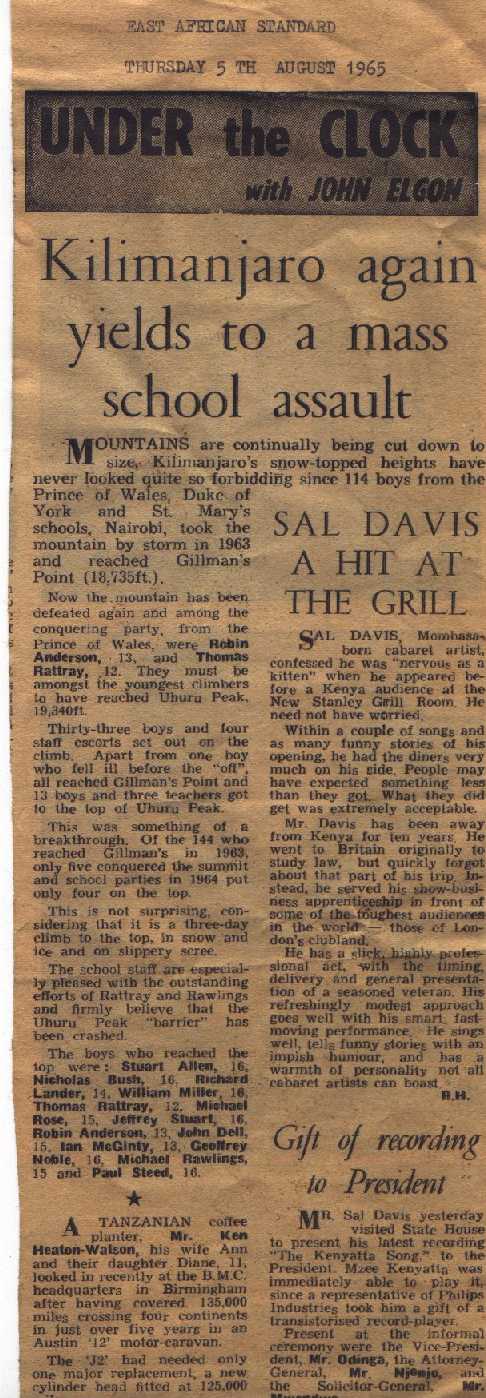 EAST AFRICAN STANDARD
THURSDAY 5 TH AUGUST 1965
UNDER the CLOCK
with JOHN ELGON
Kilimanjaro again
yields to a mass
school assault
MOUNTAINS are continually being cut down to
size, Kilimanjaro's snow-topped heights have
never looked quite so forbidding since 114 boys from the
Prince of Wales, Duke of
York and St. Mary's
schools, Nairobi, took the
mountain by storm in 1963
and reached Gillman's
Point (18,735ft.).
Now the mountain has been
defeated again and among the
conquering party, from the
Prince of Wales, were Robin
Anderson, 13, and Thomas
Rattray, 12. They must be
amongst the youngest climbers
to have reached Uhuru Peak,
19,340ft.
Thirty-three boys and four
staff escorts set out on the
climb. Apart from one boy
who fell ill before the "off",
all reached Gillman's Point and
13 boys and three teachers got
to the top of Uhuru Peak.
This was something of a
breakthrough. Of the 144 who
reached Gillman's in 1963,
only five conquered the summit
and school parties in 1964 put
only four on the top.
This is not surprising, con-
sidering that it is a three-day
climb to the top, in snow and
ice and on slippery scree.
The school staff are especial-
ly pleased with the outstanding
efforts of Rattray and Rawlings
and firmly believe that the
Uhuru Peak "barrier" has
been crashed.
The boys who reached the
top were: Stuart Allen, 16,
Nicholas Bush, 16, Richard
Lander, 14, William Miller, 16,
Thomas Rattray, 12, Michael
Rose, 15, Jeffrey Stuart, 16,
Robin Anderson, 13, John Dell,
15, Ian McGinty, 13, Geoffrey
Noble, 16, Michael Rawlings,
15 and Paul Steed, 16.
A TANZANIAN coffee
planter, Mr. Ken
Heaton-Watson, his wife Ann
and their daughter Diane, 11,
looked in recently at the B.M.C.
headquarters in Birmingham
after having covered 135,000
miles crossing four continents
in just over five years in an
Austin 'J2' motor-caravan.
The 'J2' had needed only
one major replacement, a new
cylinder head fitted at 125,000
SAL DAVIS
A HIT AT
THE GRILL
SAL DAVIS, Mombasa-
born cabaret artist,
confessed he was "nervous as a
kitten" when he appeared be-
fore a Kenya audience at the
New Stanley Grill Room. He
need not have worried.
Within a couple of songs and
as many funny stories of his
opening, he had the diners very
much on his side. People may
have expected something less
than they got. What they did
get was extremely acceptable.
Mr. Davis has been away
from Kenya for ten years. He
went to Britain originally to
study law, but quickly forgot
about that part of his trip. In-
stead, he served his show-busi-
ness apprenticeship in front of
some of the toughest audiences
in the world — those of Lon-
don's clubland.
He has a slick, highly profes-
sional act, with the timing,
delivery and general presenta-
tion of a seasoned veteran. His
refreshingly modest approach
goes well with his smart, fast-
moving performance. He sings
well, tells funny stories with an
impish humour, and has a
warmth of personality not all
cabaret artists can boast.
R.H.
Gift of recording
to President
MR. Sal Davis yesterday
visited State House
to present his latest recording
"The Kenyatta Song," to the
President. Mzee Kenyatta was
immediately able to play it,
since a representative of Philips
Industries took him a gift of a
transistorised record-player.
Present at the informal
ceremony were the Vice-Presi-
dent, Mr. Odinga, the Attorney-
General, Mr. Njonjo, and
the Solicitor-General, Mr.